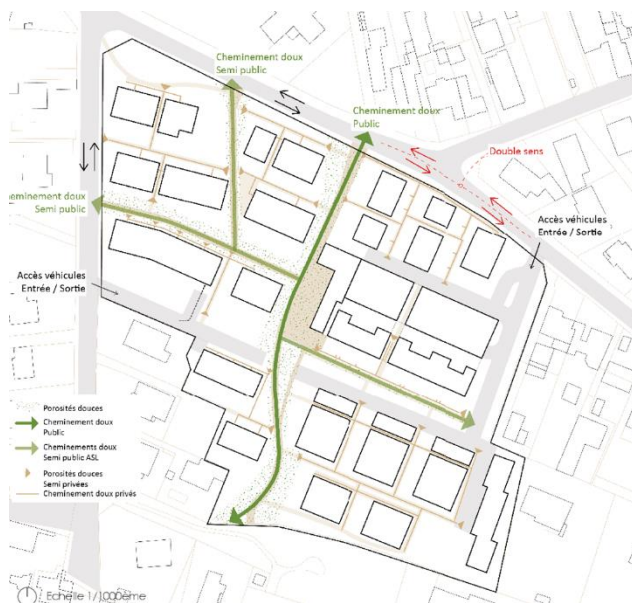 Cheminement doux
Semi public
Cheminement doux
Public
Double sens
heminement doux
Semi public
Accès véhicules
Entrée / Sortie
Accès véhicules
Entrée / Sortie
Porosités douces
Cheminement doux
Public
Cheminements doux
Semi public ASL
Porosités douces
Semi privées
Cheminement doux privés
Echelle 1/1000ème